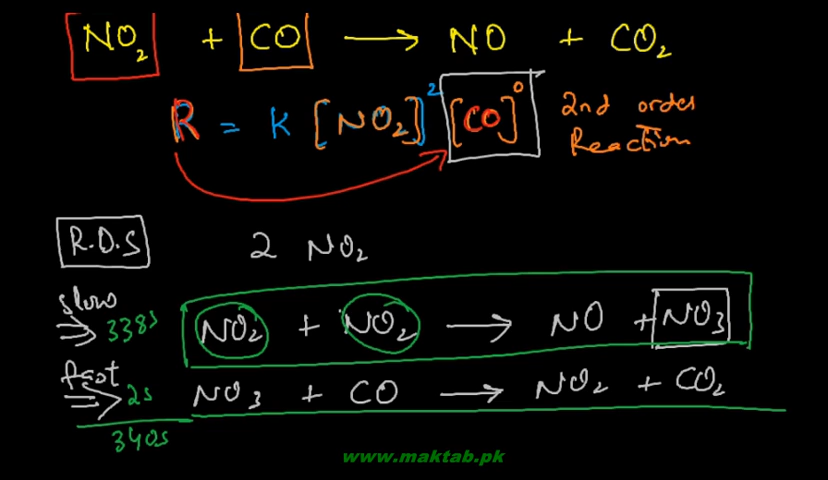 NO₂ + CO ⟶ NO + CO₂
R = K [NO₂]² [CO]⁰ 2nd order
Reaction
R.D.S 2 NO₂
slow
⇒ 338s NO₂ + NO₂ ⟶ NO + NO₃
fast
⇒ 2s NO₃ + CO ⟶ NO₂ + CO₂
340s
www.maktab.pk